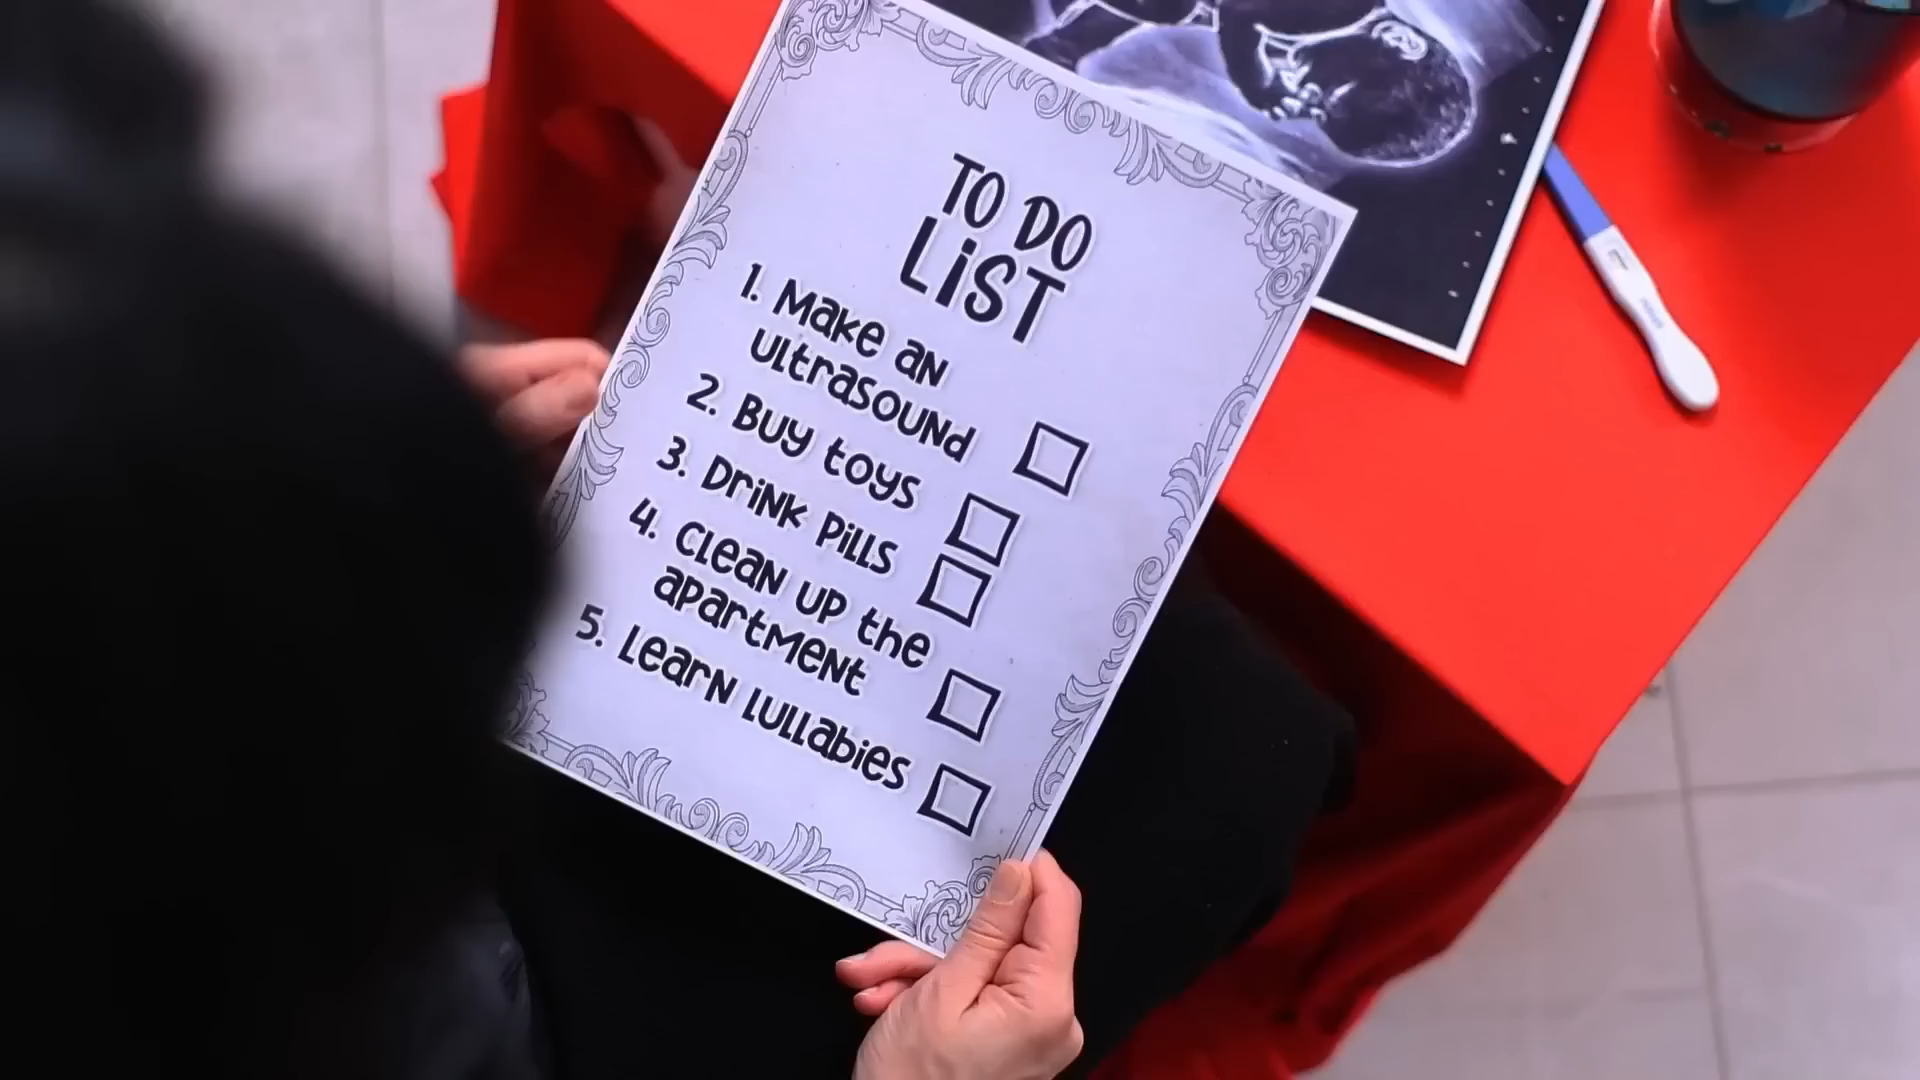 TO DO
LIST
1. Make an
ultrasound
2. Buy toys
3. Drink pills
4. Clean up the
apartment
5. Learn lullabies